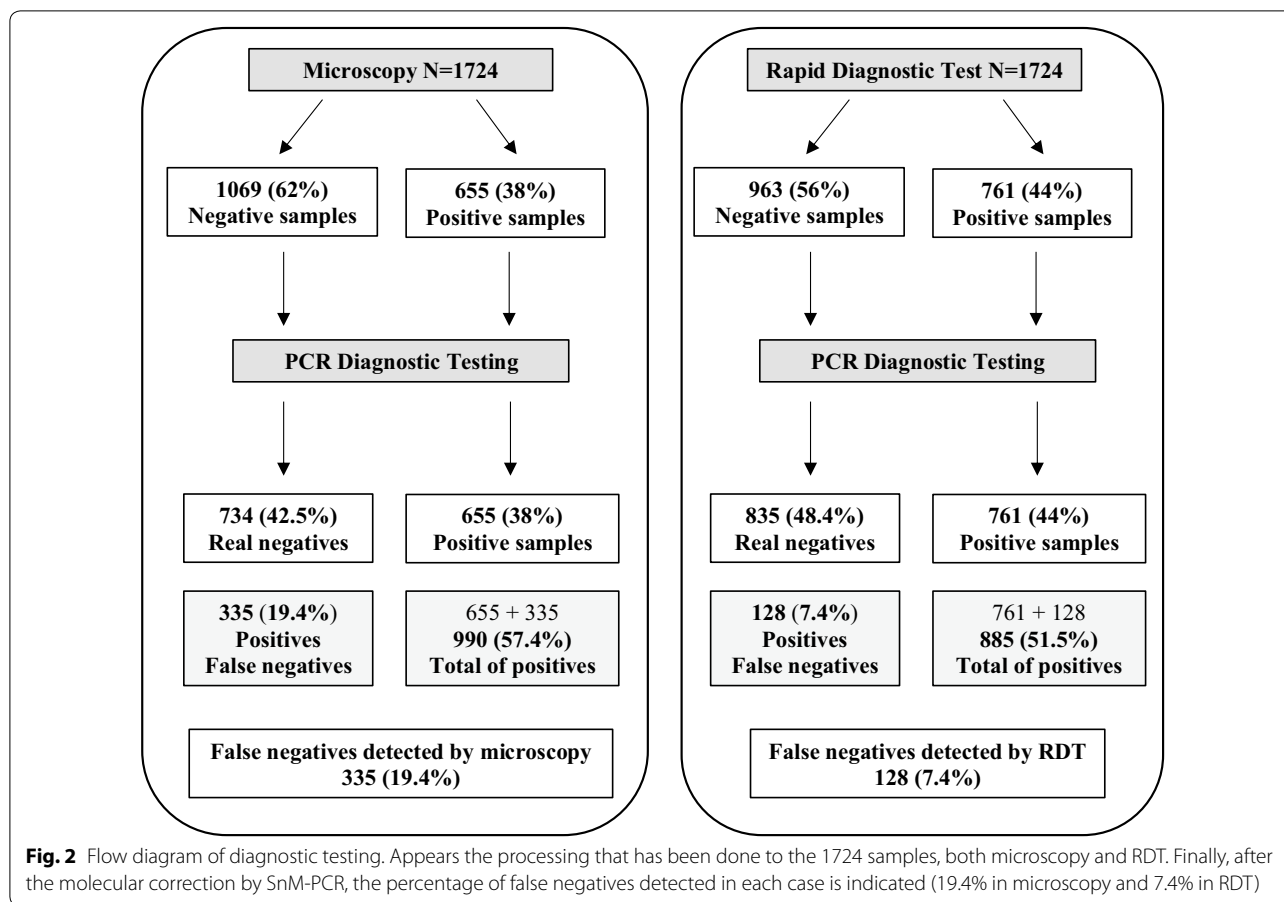 Microscopy N=1724
1069 (62%)
Negative samples
655 (38%)
Positive samples
PCR Diagnostic Testing
734 (42.5%)
Real negatives
655 (38%)
Positive samples
335 (19.4%)
Positives
False negatives
655 + 335
990 (57.4%)
Total of positives
False negatives detected by microscopy
335 (19.4%)
Rapid Diagnostic Test N=1724
963 (56%)
Negative samples
761 (44%)
Positive samples
PCR Diagnostic Testing
835 (48.4%)
Real negatives
761 (44%)
Positive samples
128 (7.4%)
Positives
False negatives
761 + 128
885 (51.5%)
Total of positives
False negatives detected by RDT
128 (7.4%)
Fig. 2 Flow diagram of diagnostic testing. Appears the processing that has been done to the 1724 samples, both microscopy and RDT. Finally, after
the molecular correction by SnM-PCR, the percentage of false negatives detected in each case is indicated (19.4% in microscopy and 7.4% in RDT)